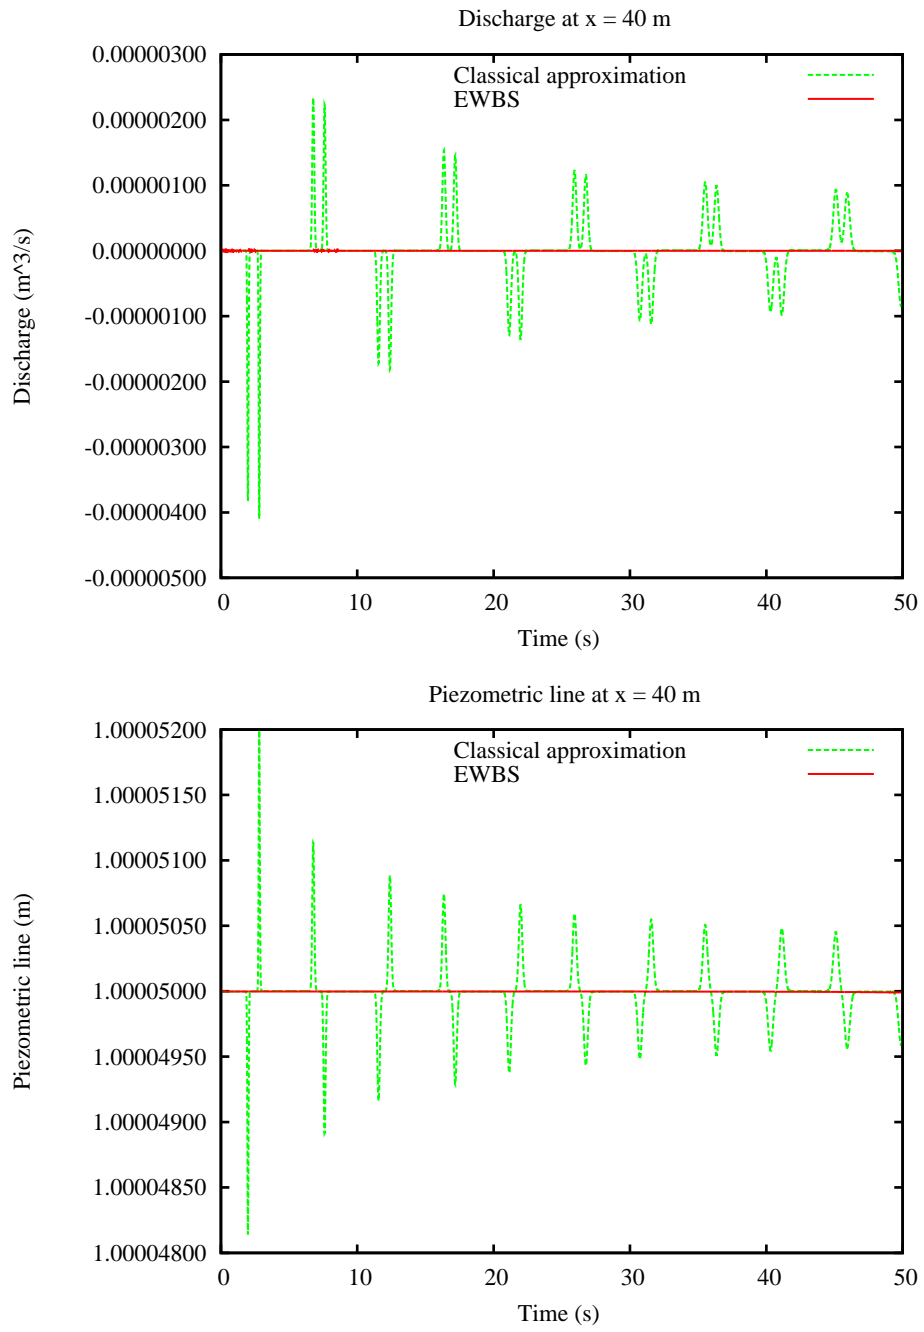 Discharge at x = 40 m
0.00000300
0.00000200
0.00000100
0.00000000
-0.00000100
-0.00000200
-0.00000300
-0.00000400
-0.00000500
Discharge (m^3/s)
Classical approximation
EWBS
0 10 20 30 40 50
Time (s)
Piezometric line at x = 40 m
1.00005200
1.00005150
1.00005100
1.00005050
1.00005000
1.00004950
1.00004900
1.00004850
1.00004800
Piezometric line (m)
Classical approximation
EWBS
0 10 20 30 40 50
Time (s)